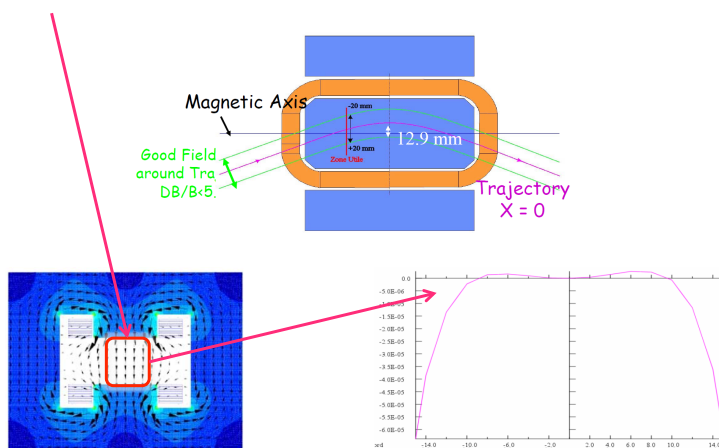 Magnetic Axis
-20 mm
12.9 mm
+20 mm
Zone Utile
Good Field
around Tra
DB/B<5.
Trajectory
X = 0
0.0
-5.0E-06
-1.0E-05
-1.5E-05
-2.0E-05
-2.5E-05
-3.0E-05
-3.5E-05
-4.0E-05
-4.5E-05
-5.0E-05
-5.5E-05
-6.0E-05
-14.0 -10.0 -6.0 -2.0 2.0 6.0 10.0 14.0